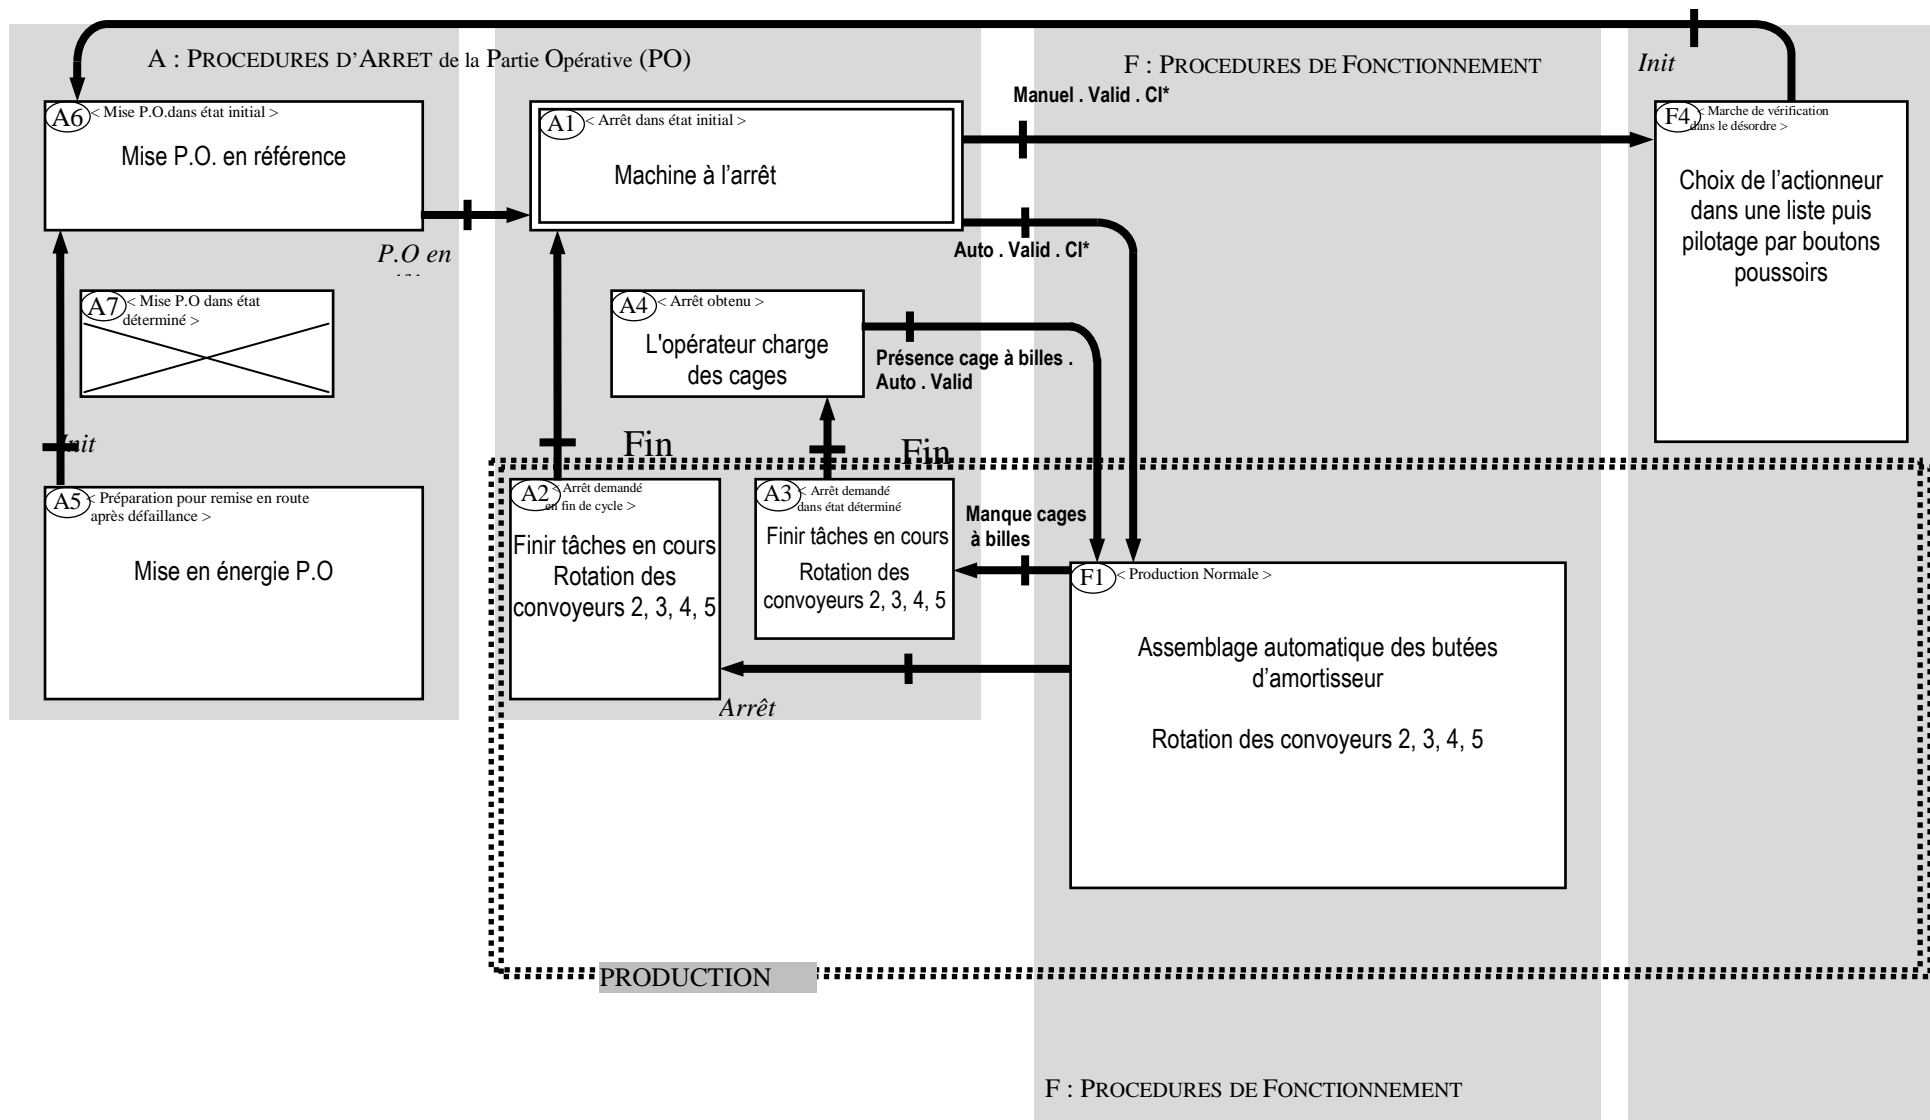 A : PROCEDURES D'ARRET de la Partie Opérative (PO)
F : PROCEDURES DE FONCTIONNEMENT
Init
Manuel . Valid . CI*
A6 < Mise P.O.dans état initial >
Mise P.O. en référence
A1 < Arrêt dans état initial >
Machine à l'arrêt
F4 < Marche de vérification
dans le désordre >
Choix de l'actionneur
dans une liste puis
pilotage par boutons
poussoirs
P.O en
Auto . Valid . CI*
A7 < Mise P.O dans état
déterminé >
A4 < Arrêt obtenu >
L'opérateur charge
des cages
Présence cage à billes .
Auto . Valid
Init
Fin
Fin
A5 < Préparation pour remise en route
après défaillance >
Mise en énergie P.O
A2 < Arrêt demandé
en fin de cycle >
Finir tâches en cours
Rotation des
convoyeurs 2, 3, 4, 5
A3 < Arrêt demandé
dans état déterminé
Finir tâches en cours
Rotation des
convoyeurs 2, 3, 4, 5
Manque cages
à billes
F1 < Production Normale >
Assemblage automatique des butées
d'amortisseur
Rotation des convoyeurs 2, 3, 4, 5
Arrêt
PRODUCTION
F : PROCEDURES DE FONCTIONNEMENT